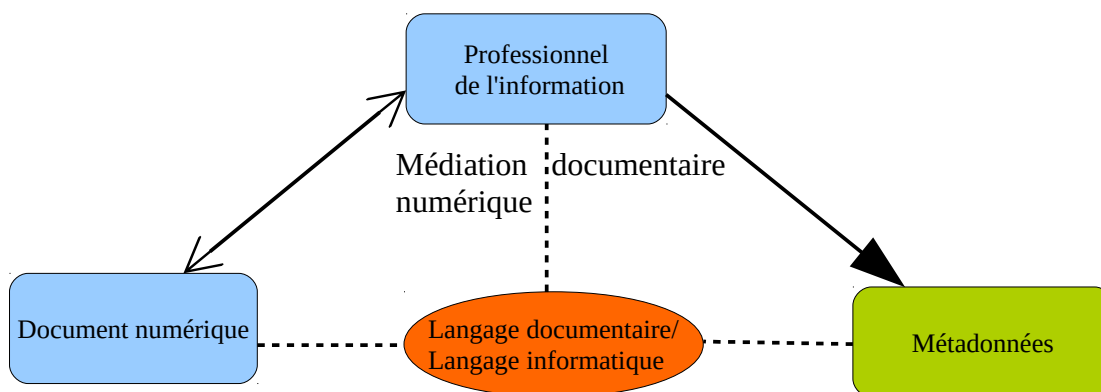 Professionnel
de l'information
Médiation documentaire
numérique
Document numérique
Langage documentaire/
Langage informatique
Métadonnées